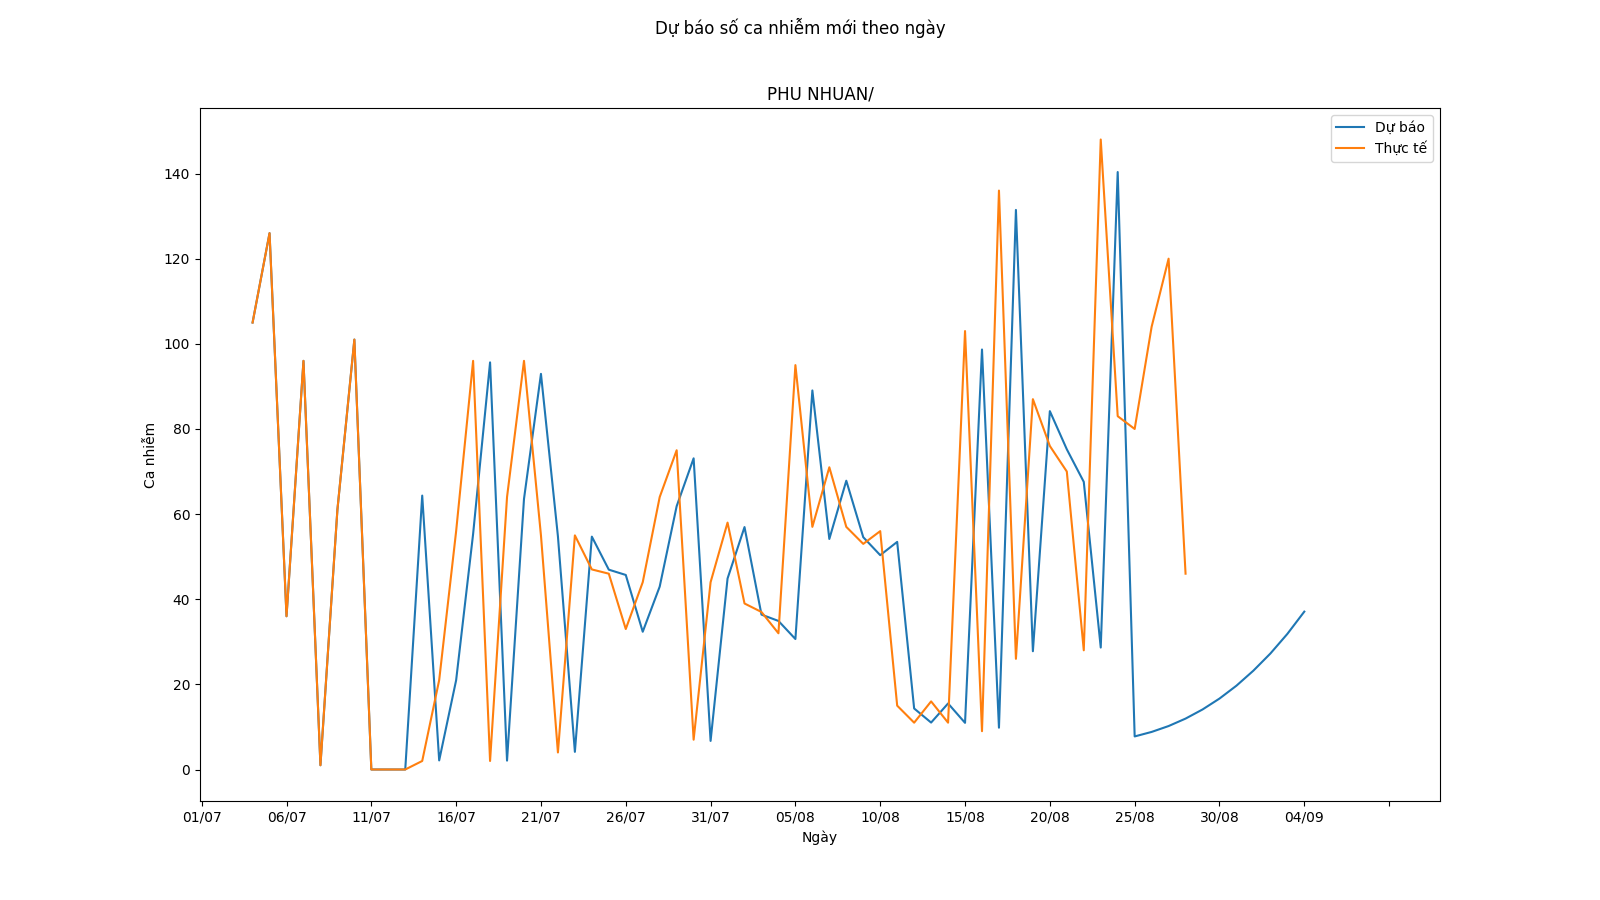 Dự báo số ca nhiễm mới theo ngày
PHU NHUAN/
Dự báo
Thực tế
140
120
100
80
60
40
20
0
Ca nhiễm
01/07 06/07 11/07 16/07 21/07 26/07 31/07 05/08 10/08 15/08 20/08 25/08 30/08 04/09
Ngày